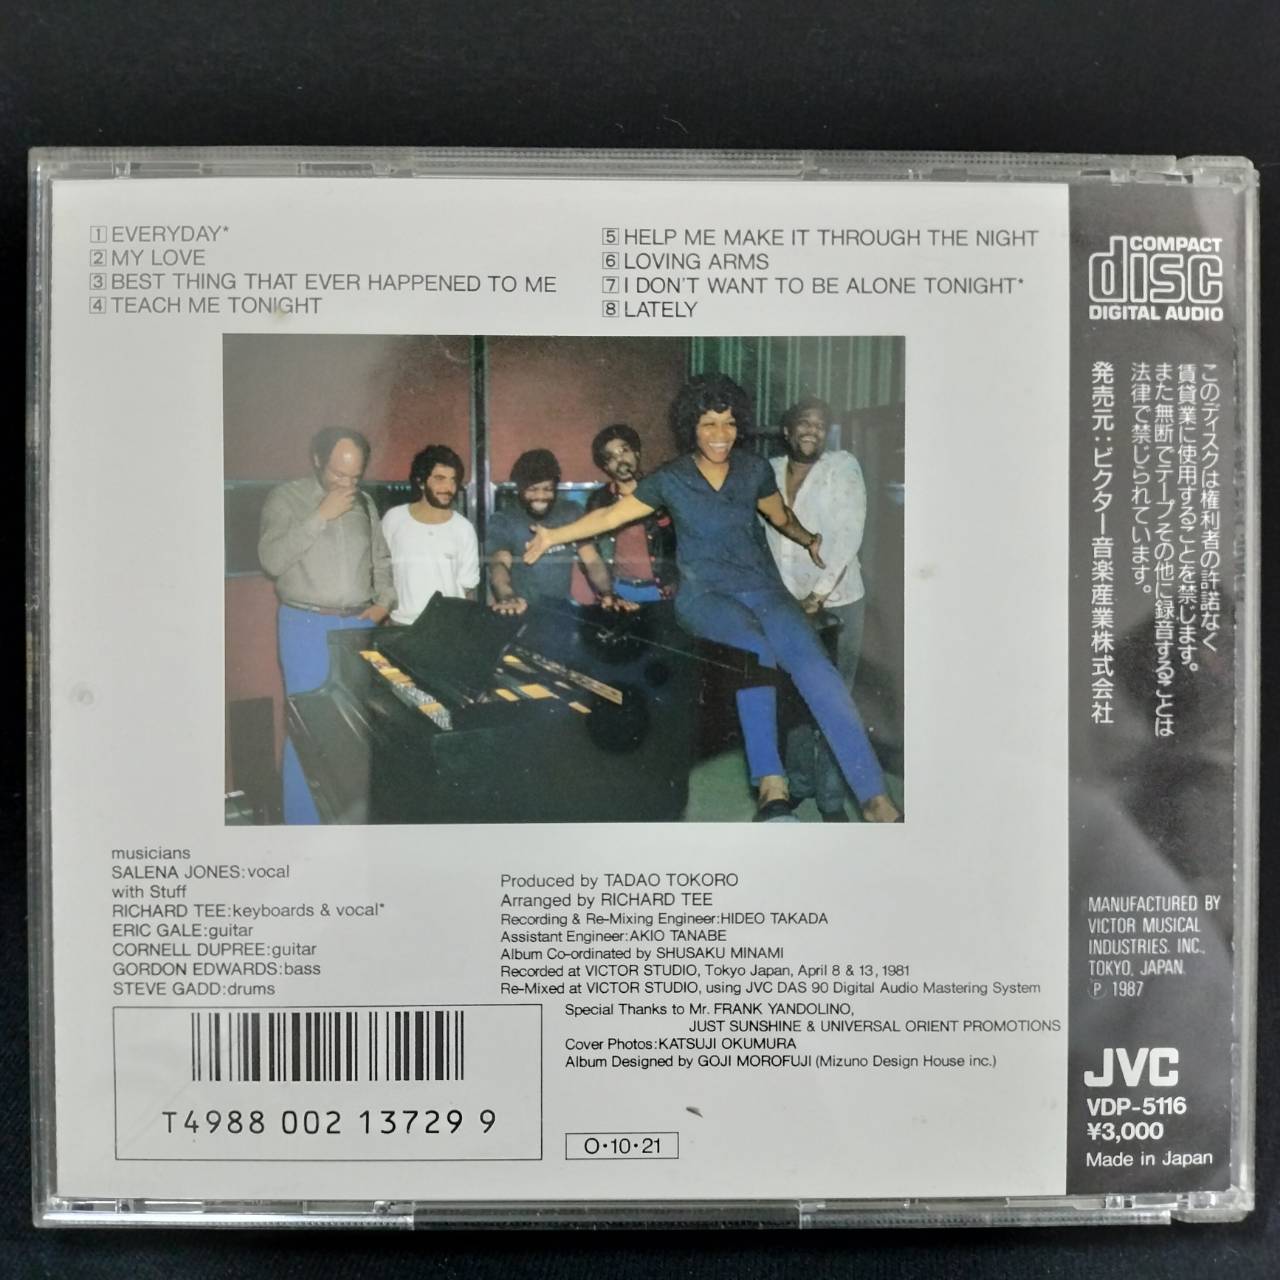 1 EVERYDAY*
2 MY LOVE
3 BEST THING THAT EVER HAPPENED TO ME
4 TEACH ME TONIGHT
5 HELP ME MAKE IT THROUGH THE NIGHT
6 LOVING ARMS
7 I DON'T WANT TO BE ALONE TONIGHT*
8 LATELY
musicians
SALENA JONES:vocal
with Stuff
RICHARD TEE:keyboards & vocal*
ERIC GALE:guitar
CORNELL DUPREE:guitar
GORDON EDWARDS:bass
STEVE GADD:drums
Produced by TADAO TOKORO
Arranged by RICHARD TEE
Recording & Re-Mixing Engineer:HIDEO TAKADA
Assistant Engineer:AKIO TANABE
Album Co-ordinated by SHUSAKU MINAMI
Recorded at VICTOR STUDIO, Tokyo Japan, April 8 & 13, 1981
Re-Mixed at VICTOR STUDIO, using JVC DAS 90 Digital Audio Mastering System
Special Thanks to Mr. FRANK YANDOLINO,
JUST SUNSHINE & UNIVERSAL ORIENT PROMOTIONS
Cover Photos:KATSUJI OKUMURA
Album Designed by GOJI MOROFUJI (Mizuno Design House inc.)
T4988 002 13729 9
O・10・21
COMPACT
disc
DIGITAL AUDIO
このディスクは権利者の許諾なく
賃貸業に使用することを禁じます。
また無断でテープその他に録音することは
法律で禁じられています。
発売元:ビクター音楽産業株式会社
MANUFACTURED BY
VICTOR MUSICAL
INDUSTRIES. INC.,
TOKYO, JAPAN.
Ⓟ 1987
JVC
VDP-5116
¥3,000
Made in Japan